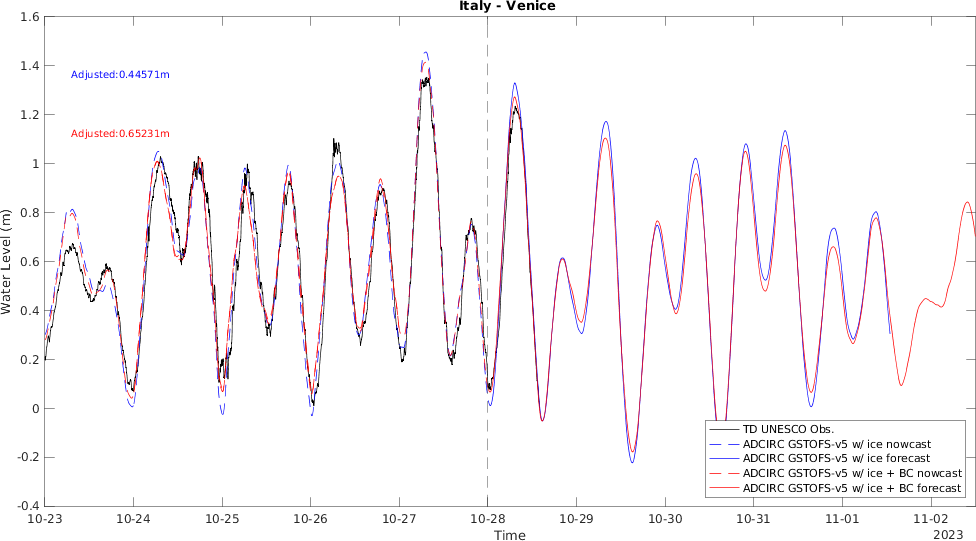 Italy - Venice
1.6
1.4
1.2
1
0.8
0.6
0.4
0.2
0
-0.2
-0.4
Water Level (m)
Adjusted:0.44571m
Adjusted:0.65231m
TD UNESCO Obs.
ADCIRC GSTOFS-v5 w/ ice nowcast
ADCIRC GSTOFS-v5 w/ ice forecast
ADCIRC GSTOFS-v5 w/ ice + BC nowcast
ADCIRC GSTOFS-v5 w/ ice + BC forecast
10-23 10-24 10-25 10-26 10-27 10-28 10-29 10-30 10-31 11-01 11-02
Time
2023